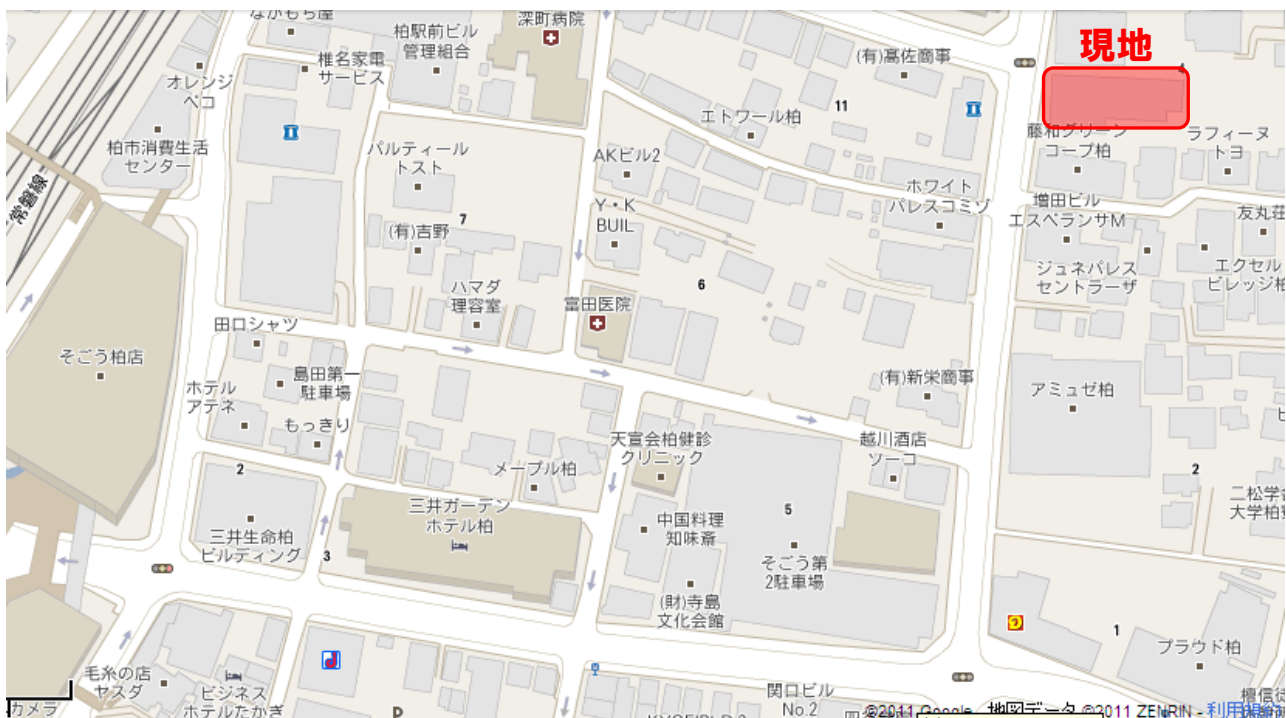 ながもち屋
深町病院
柏駅前ビル
管理組合
椎名家電
サービス
オレンジ
ペコ
(有)髙佐商事
現地
4
11
エトワール柏
藤和グリーン
コープ柏
ラフィーヌ
トヨ
柏市消費生活
センター
パルティール
トスト
AKビル2
常磐線
ホワイト
パレスコミゾ
Y・K
BUIL
増田ビル
エスペランサM
友丸荘
7
(有)吉野
ジュネパレス
セントラーザ
エクセル
ビレッジ柏
6
ハマダ
理容室
富田医院
田口シャツ
そごう柏店
島田第一
駐車場
ホテル
アテネ
(有)新栄商事
アミュゼ柏
もっきり
天宣会柏健診
クリニック
越川酒店
ソーコ
2
メープル柏
2
三井ガーデン
ホテル柏
二松学舎
大学柏
5
中国料理
知味斎
三井生命柏
ビルディング
3
そごう第
2駐車場
(財)寺島
文化会館
1
プラウド柏
毛糸の店
ヤスダ
ビジネス
ホテルたかぎ
関口ビル
No.2
P
カメラ
©2011 Google - 地図データ ©2011 ZENRIN - 利用規約